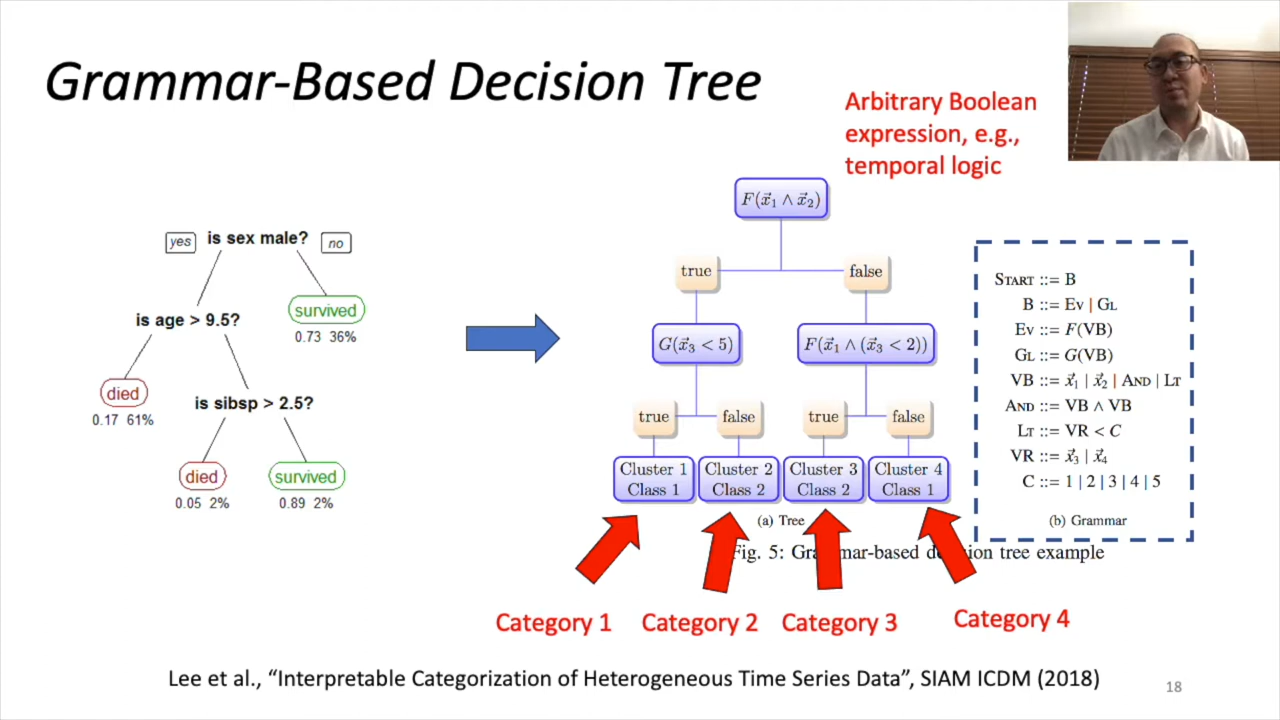 Grammar-Based Decision Tree
Arbitrary Boolean
expression, e.g.,
temporal logic
yes is sex male? no
is age > 9.5?
survived
0.73 36%
died
0.17 61%
is sibsp > 2.5?
died
0.05 2%
survived
0.89 2%
F(x⃗₁ ∧ x⃗₂)
true false
G(x⃗₃ < 5) F(x⃗₁ ∧ (x⃗₃ < 2))
true false true false
Cluster 1 Cluster 2 Cluster 3 Cluster 4
Class 1 Class 2 Class 2 Class 1
(a) Tree
START ::= B
B ::= EV | GL
EV ::= F(VB)
GL ::= G(VB)
VB ::= x⃗₁ | x⃗₂ | AND | LT
AND ::= VB ∧ VB
LT ::= VR < C
VR ::= x⃗₃ | x⃗₄
C ::= 1 | 2 | 3 | 4 | 5
(b) Grammar
Fig. 5: Grammar-based decision tree example
Category 1 Category 2 Category 3 Category 4
Lee et al., “Interpretable Categorization of Heterogeneous Time Series Data”, SIAM ICDM (2018)
18